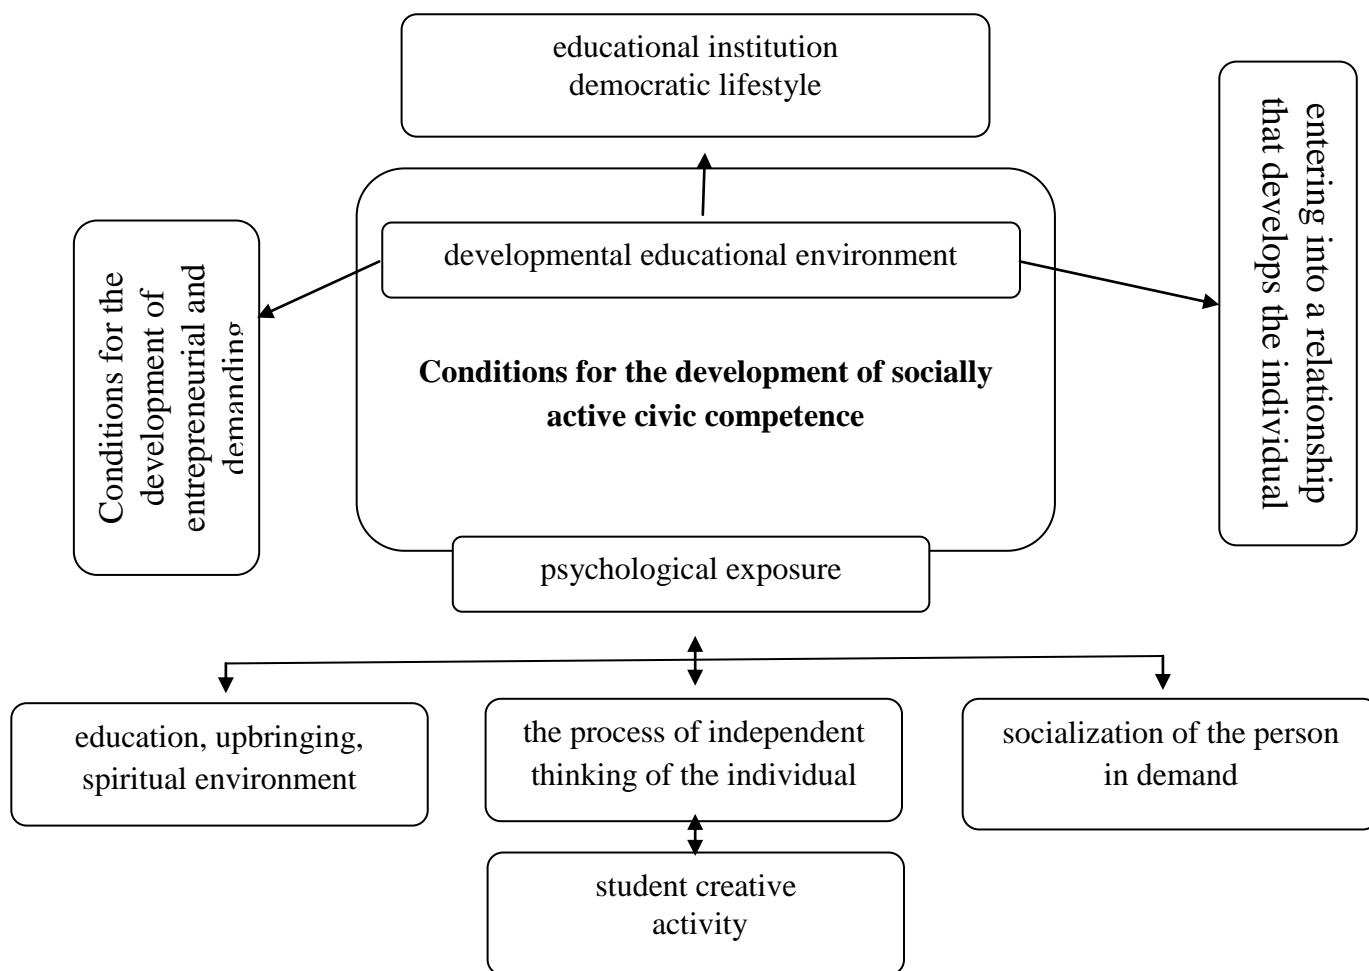 educational institution
democratic lifestyle
entering into a relationship
that develops the individual
developmental educational environment
Conditions for the
development of
entrepreneurial and
demanding
Conditions for the development of socially
active civic competence
psychological exposure
education, upbringing,
spiritual environment
the process of independent
thinking of the individual
socialization of the person
in demand
student creative
activity